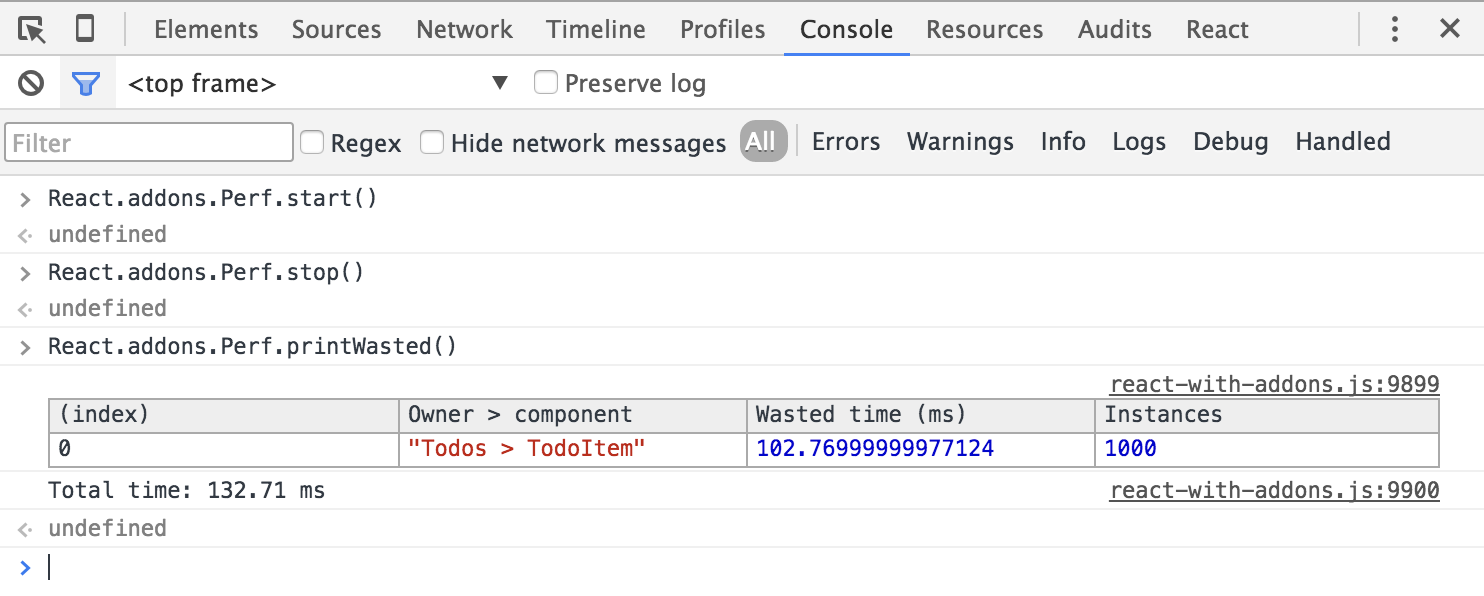 Elements Sources Network Timeline Profiles Console Resources Audits React
<top frame> Preserve log
Filter Regex Hide network messages All Errors Warnings Info Logs Debug Handled
React.addons.Perf.start()
undefined
React.addons.Perf.stop()
undefined
React.addons.Perf.printWasted()
react-with-addons.js:9899
(index) Owner > component Wasted time (ms) Instances
0 "Todos > TodoItem" 102.76999999977124 1000
Total time: 132.71 ms react-with-addons.js:9900
undefined